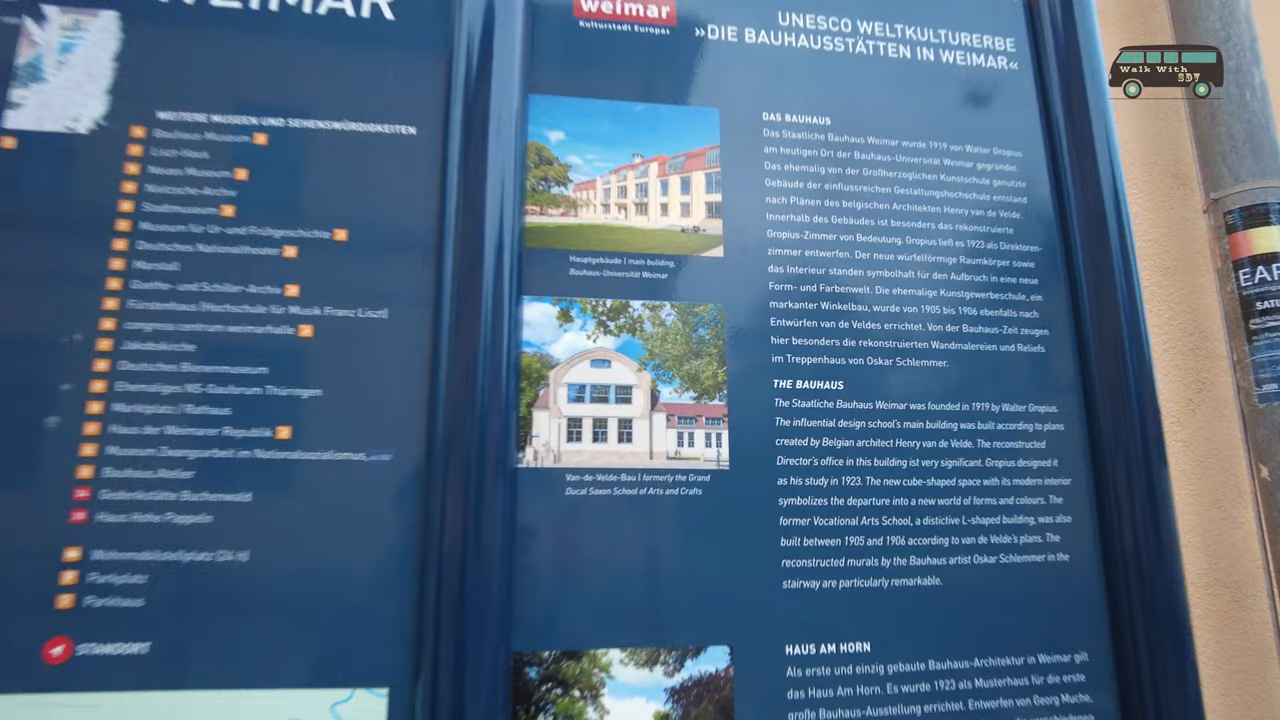 WEIMAR
WEITERE MUSEEN UND SEHENSWÜRDIGKEITEN
Bauhaus-Museum
Liszt-Haus
Neues Museum
Nietzsche-Archiv
Stadtmuseum
Museum für Ur- und Frühgeschichte
Deutsches Nationaltheater
Marstall
Goethe- und Schiller-Archiv
Fürstenhaus (Hochschule für Musik Franz Liszt)
congress centrum weimarhalle
Jakobskirche
Deutsches Bienenmuseum
Ehemaliges NS-Gauforum Thüringen
Marktplatz / Rathaus
Haus der Weimarer Republik
Museum Zwangsarbeit im Nationalsozialismus
Bauhaus.Atelier
Gedenkstätte Buchenwald
Haus Hohe Pappeln
Wohnmobilstellplatz (24 h)
Parkplatz
Parkhaus
STANDORT
weimar
Kulturstadt Europas
UNESCO WELTKULTURERBE
»DIE BAUHAUSSTÄTTEN IN WEIMAR«
Hauptgebäude | main buliding,
Bauhaus-Universität Weimar
Van-de-Velde-Bau | formerly the Grand
Ducal Saxon School of Arts and Crafts
DAS BAUHAUS
Das Staatliche Bauhaus Weimar wurde 1919 von Walter Gropius
am heutigen Ort der Bauhaus-Universität Weimar gegründet.
Das ehemalig von der Großherzoglichen Kunstschule genutzte
Gebäude der einflussreichen Gestaltungshochschule entstand
nach Plänen des belgischen Architekten Henry van de Velde.
Innerhalb des Gebäudes ist besonders das rekonstruierte
Gropius-Zimmer von Bedeutung. Gropius ließ es 1923 als Direktoren-
zimmer entwerfen. Der neue würfelförmige Raumkörper sowie
das Interieur standen symbolhaft für den Aufbruch in eine neue
Form- und Farbenwelt. Die ehemalige Kunstgewerbeschule, ein
markanter Winkelbau, wurde von 1905 bis 1906 ebenfalls nach
Entwürfen van de Veldes errichtet. Von der Bauhaus-Zeit zeugen
hier besonders die rekonstruierten Wandmalereien und Reliefs
im Treppenhaus von Oskar Schlemmer.
THE BAUHAUS
The Staatliche Bauhaus Weimar was founded in 1919 by Walter Gropius.
The influential design school's main building was built according to plans
created by Belgian architect Henry van de Velde. The reconstructed
Director's office in this building ist very significant. Gropius designed it
as his study in 1923. The new cube-shaped space with its modern interior
symbolizes the departure into a new world of forms and colours. The
former Vocational Arts School, a distictive L-shaped building, was also
built between 1905 and 1906 according to van de Velde's plans. The
reconstructed murals by the Bauhaus artist Oskar Schlemmer in the
stairway are particularly remarkable.
HAUS AM HORN
Als erste und einzig gebaute Bauhaus-Architektur in Weimar gilt
das Haus Am Horn. Es wurde 1923 als Musterhaus für die erste
große Bauhaus-Ausstellung errichtet. Entworfen von Georg Muche,
Walk With
SDV
EAR
SAT